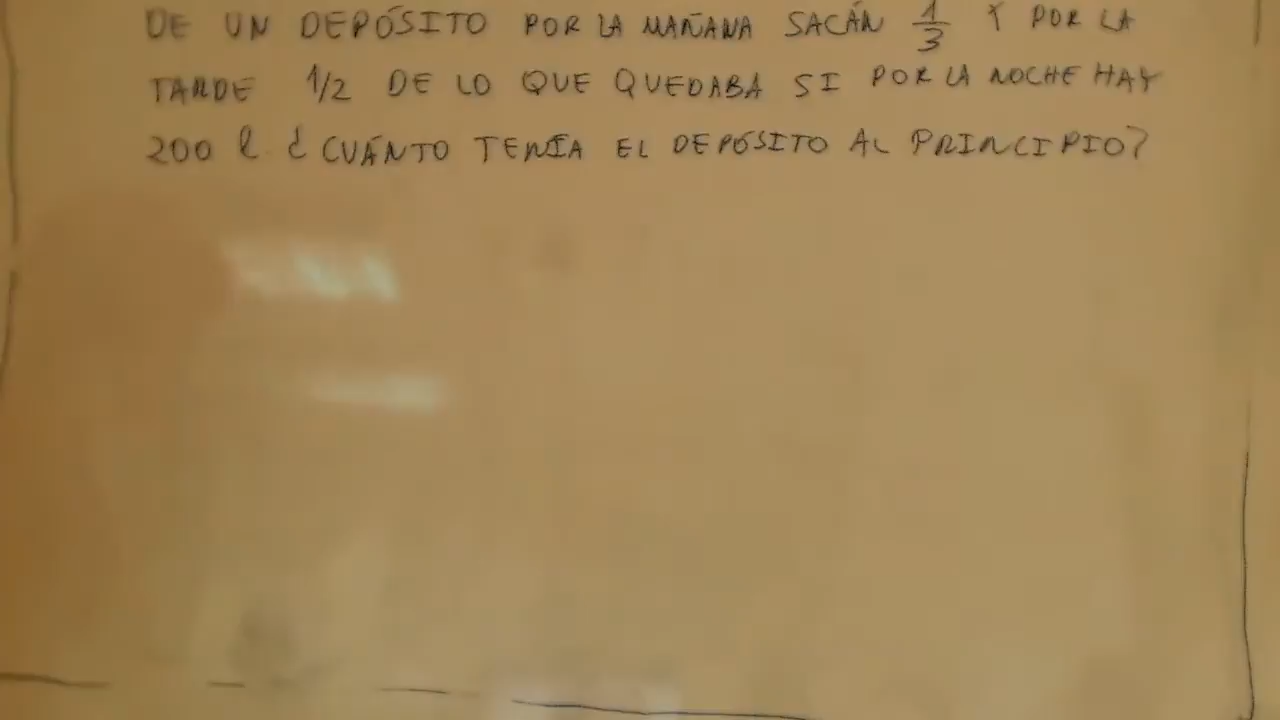 DE UN DEPÓSITO POR LA MAÑANA SACÁN 1/3 Y POR LA
TARDE 1/2 DE LO QUE QUEDABA SI POR LA NOCHE HAY
200 l ¿CUÁNTO TENÍA EL DEPÓSITO AL PRINCIPIO?